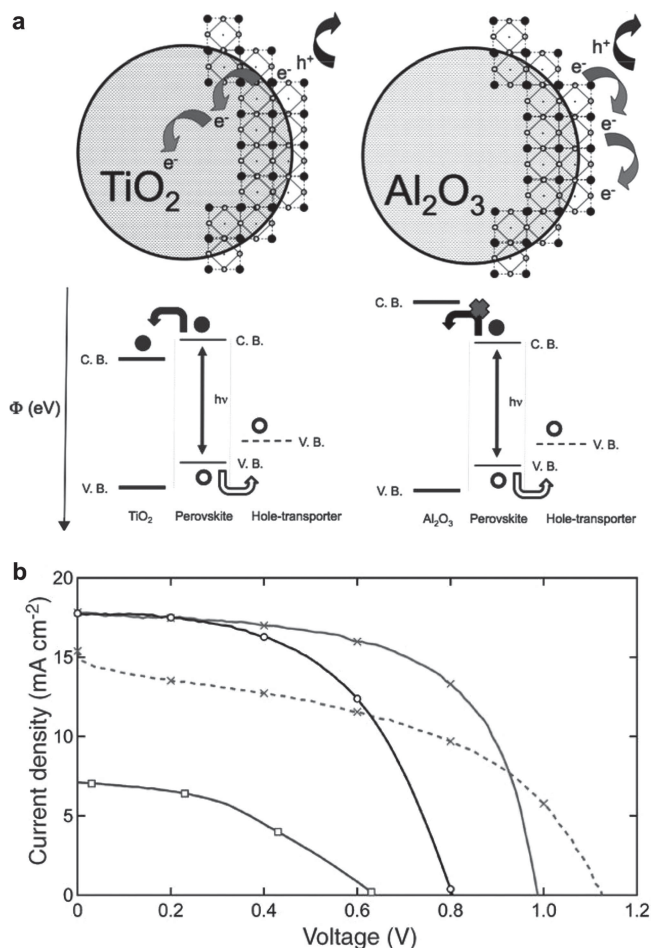 a
h⁺
e⁻
e⁻
e⁻
TiO₂
h⁺
e⁻
e⁻
e⁻
Al₂O₃
Φ (eV)
C. B.
C. B.
hν
V. B.
V. B.
V. B.
TiO₂ Perovskite Hole-transporter
C. B.
C. B.
hν
V. B.
V. B.
V. B.
Al₂O₃ Perovskite Hole-transporter
b
Current density (mA cm⁻²)
20
15
10
5
0
0 0.2 0.4 0.6 0.8 1.0 1.2
Voltage (V)